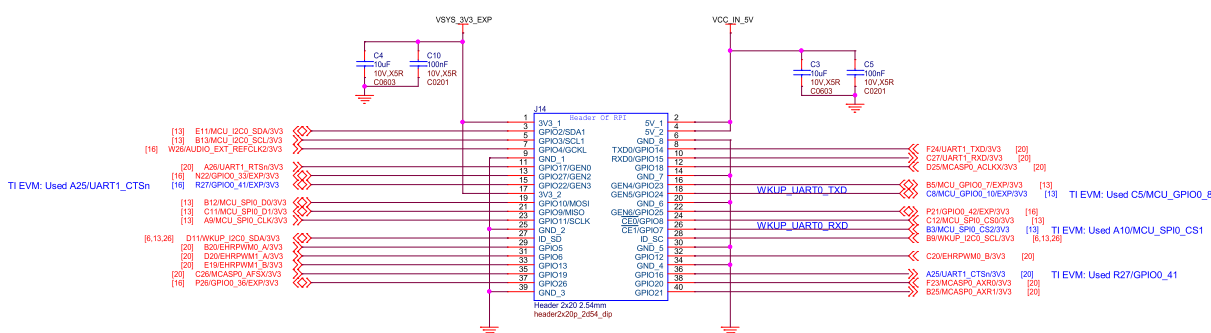 VSYS_3V3_EXP
VCC_IN_5V
C4
10uF
10V,X5R
C0603
C10
100nF
10V,X5R
C0201
C3
10uF
10V,X5R
C0603
C5
100nF
10V,X5R
C0201
J14
Header Of RPI
1 3V3_1 5V_1 2
[13] E11/MCU_I2C0_SDA/3V3 3 GPIO2/SDA1 5V_2 4
[13] B13/MCU_I2C0_SCL/3V3 5 GPIO3/SCL1 GND_8 6
[16] W26/AUDIO_EXT_REFCLK2/3V3 7 GPIO4/GCKL TXD0/GPIO14 8 F24/UART1_TXD/3V3 [20]
9 GND_1 RXD0/GPIO15 10 C27/UART1_RXD/3V3 [20]
[20] A26/UART1_RTSn/3V3 11 GPIO17/GEN0 GPIO18 12 D25/MCASP0_ACLKX/3V3 [20]
[16] N22/GPIO0_33/EXP/3V3 13 GPIO27/GEN2 GND_7 14
TI EVM: Used A25/UART1_CTSn [16] R27/GPIO0_41/EXP/3V3 15 GPIO22/GEN3 GEN4/GPIO23 16 B5/MCU_GPIO0_7/EXP/3V3 [13]
17 3V3_2 GEN5/GPIO24 18 WKUP_UART0_TXD C8/MCU_GPIO0_10/EXP/3V3 [13] TI EVM: Used C5/MCU_GPIO0_8
[13] B12/MCU_SPI0_D0/3V3 19 GPIO10/MOSI GND_6 20
[13] C11/MCU_SPI0_D1/3V3 21 GPIO9/MISO GEN6/GPIO25 22 P21/GPIO0_42/EXP/3V3 [16]
[13] A9/MCU_SPI0_CLK/3V3 23 GPIO11/SCLK CE0/GPIO8 24 C12/MCU_SPI0_CS0/3V3 [13]
25 GND_2 CE1/GPIO7 26 WKUP_UART0_RXD B3/MCU_SPI0_CS2/3V3 [13] TI EVM: Used A10/MCU_SPI0_CS1
[6,13,26] D11/WKUP_I2C0_SDA/3V3 27 ID_SD ID_SC 28 B9/WKUP_I2C0_SCL/3V3 [6,13,26]
[20] B20/EHRPWM0_A/3V3 29 GPIO5 GND_5 30
[20] D20/EHRPWM1_A/3V3 31 GPIO6 GPIO12 32 C20/EHRPWM0_B/3V3 [20]
[20] E19/EHRPWM1_B/3V3 33 GPIO13 GND_4 34
[20] C26/MCASP0_AFSX/3V3 35 GPIO19 GPIO16 36 A25/UART1_CTSn/3V3 [20] TI EVM: Used R27/GPIO0_41
[16] P26/GPIO0_36/EXP/3V3 37 GPIO26 GPIO20 38 F23/MCASP0_AXR0/3V3 [20]
39 GND_3 GPIO21 40 B25/MCASP0_AXR1/3V3 [20]
Header 2x20 2.54mm
header2x20p_2d54_dip